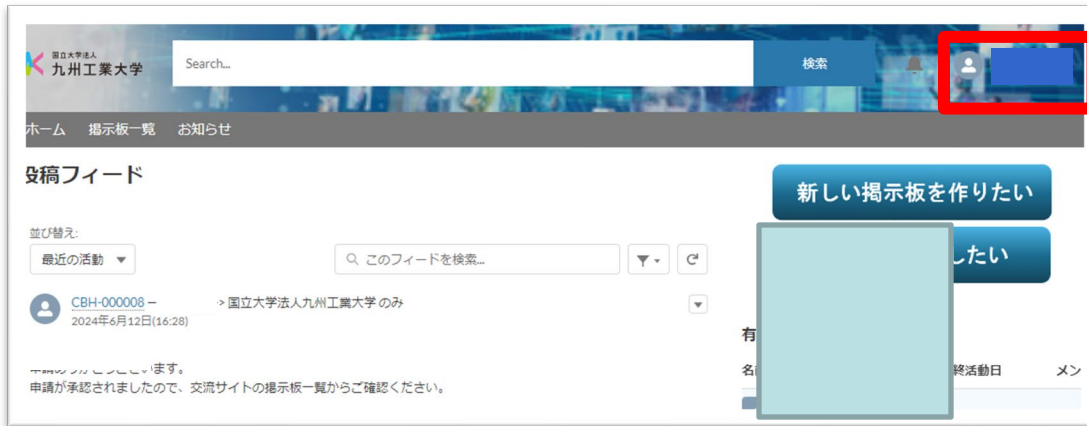 国立大学法人
九州工業大学
Search...
検索
ホーム 掲示板一覧 お知らせ
投稿フィード
新しい掲示板を作りたい
並び替え:
最近の活動
このフィードを検索...
したい
CBH-000008 –
> 国立大学法人九州工業大学 のみ
2024年6月12日(16:28)
有
います。
申請が承認されましたので、交流サイトの掲示板一覧からご確認ください。
終活動日 メン